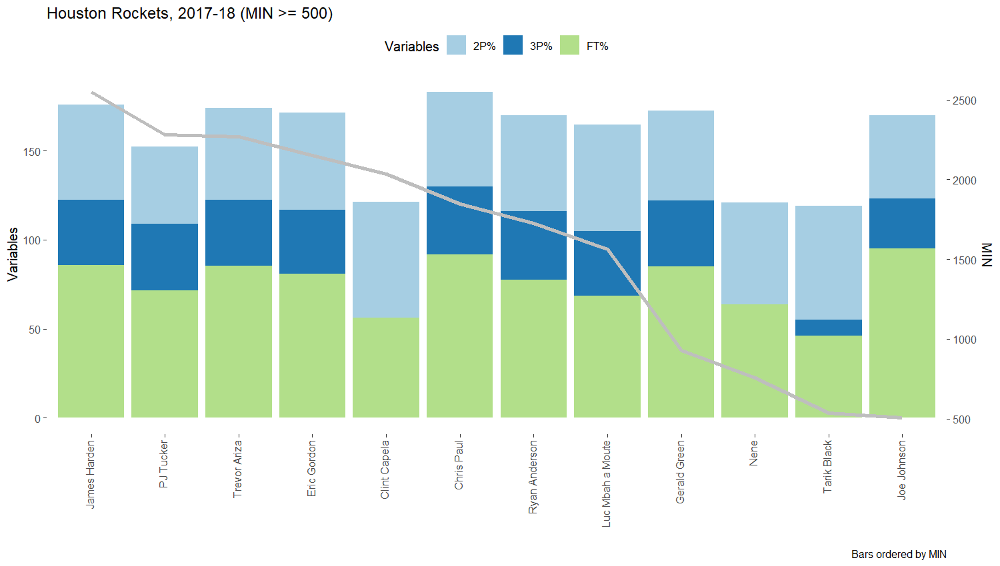 Houston Rockets, 2017-18 (MIN >= 500)
Variables 2P% 3P% FT%
Variables
150
100
50
0
2500
2000
1500
1000
500
MIN
James Harden
PJ Tucker
Trevor Ariza
Eric Gordon
Clint Capela
Chris Paul
Ryan Anderson
Luc Mbah a Moute
Gerald Green
Nene
Tarik Black
Joe Johnson
Bars ordered by MIN